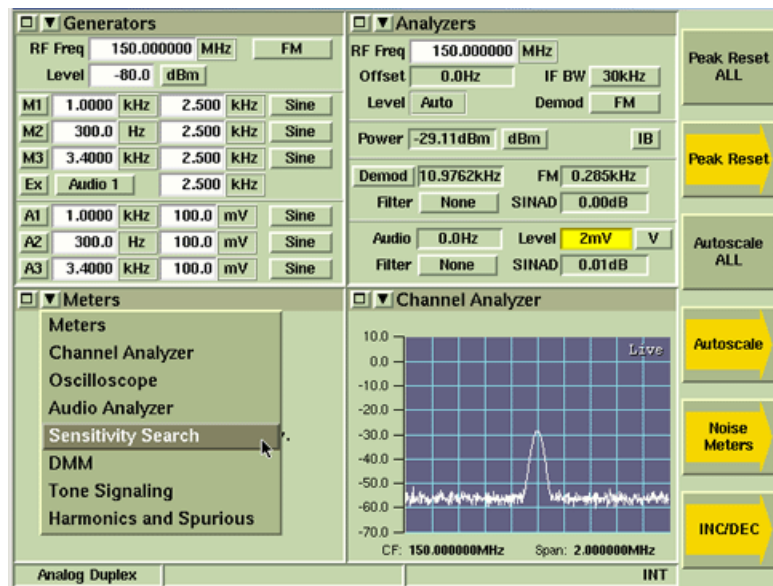 Generators
RF Freq 150.000000 MHz FM
Level -80.0 dBm
M1 1.0000 kHz 2.500 kHz Sine
M2 300.0 Hz 2.500 kHz Sine
M3 3.4000 kHz 2.500 kHz Sine
Ex Audio 1 2.500 kHz
A1 1.0000 kHz 100.0 mV Sine
A2 300.0 Hz 100.0 mV Sine
A3 3.4000 kHz 100.0 mV Sine
Analyzers
RF Freq 150.000000 MHz
Offset 0.0Hz IF BW 30kHz
Level Auto Demod FM
Power -29.11dBm dBm IB
Demod 10.9762kHz FM 0.285kHz
Filter None SINAD 0.00dB
Audio 0.0Hz Level 2mV V
Filter None SINAD 0.01dB
Meters
Meters
Channel Analyzer
Oscilloscope
Audio Analyzer
Sensitivity Search
DMM
Tone Signaling
Harmonics and Spurious
Channel Analyzer
Live
10.0
0.0
-10.0
-20.0
-30.0
-40.0
-50.0
-60.0
-70.0
CF: 150.000000MHz Span: 2.000000MHz
Peak Reset
ALL
Peak Reset
Autoscale
ALL
Autoscale
Noise
Meters
INC/DEC
Analog Duplex INT